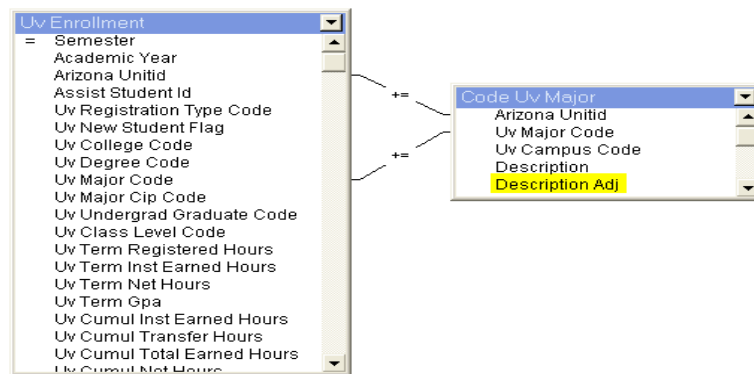 Uv Enrollment
= Semester
Academic Year
Arizona Unitid
Assist Student Id
Uv Registration Type Code
Uv New Student Flag
Uv College Code
Uv Degree Code
Uv Major Code
Uv Major Cip Code
Uv Undergrad Graduate Code
Uv Class Level Code
Uv Term Registered Hours
Uv Term Inst Earned Hours
Uv Term Net Hours
Uv Term Gpa
Uv Cumul Inst Earned Hours
Uv Cumul Transfer Hours
Uv Cumul Total Earned Hours
Uv Cumul Net Hours
+=
+=
Code Uv Major
Arizona Unitid
Uv Major Code
Uv Campus Code
Description
Description Adj